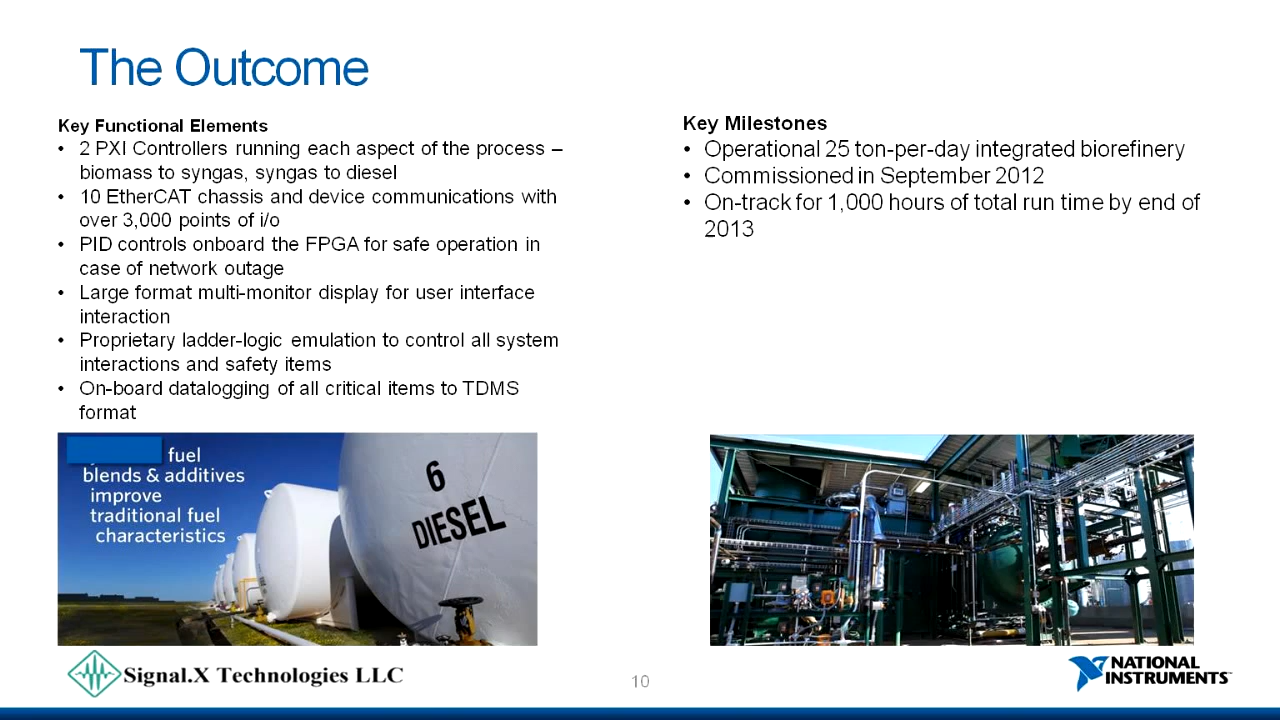 The Outcome
Key Functional Elements
• 2 PXI Controllers running each aspect of the process –
biomass to syngas, syngas to diesel
• 10 EtherCAT chassis and device communications with
over 3,000 points of i/o
• PID controls onboard the FPGA for safe operation in
case of network outage
• Large format multi-monitor display for user interface
interaction
• Proprietary ladder-logic emulation to control all system
interactions and safety items
• On-board datalogging of all critical items to TDMS
format
Key Milestones
• Operational 25 ton-per-day integrated biorefinery
• Commissioned in September 2012
• On-track for 1,000 hours of total run time by end of
2013
fuel
blends & additives
improve
traditional fuel
characteristics
6
DIESEL
Signal.X Technologies LLC
10
NATIONAL
INSTRUMENTS™